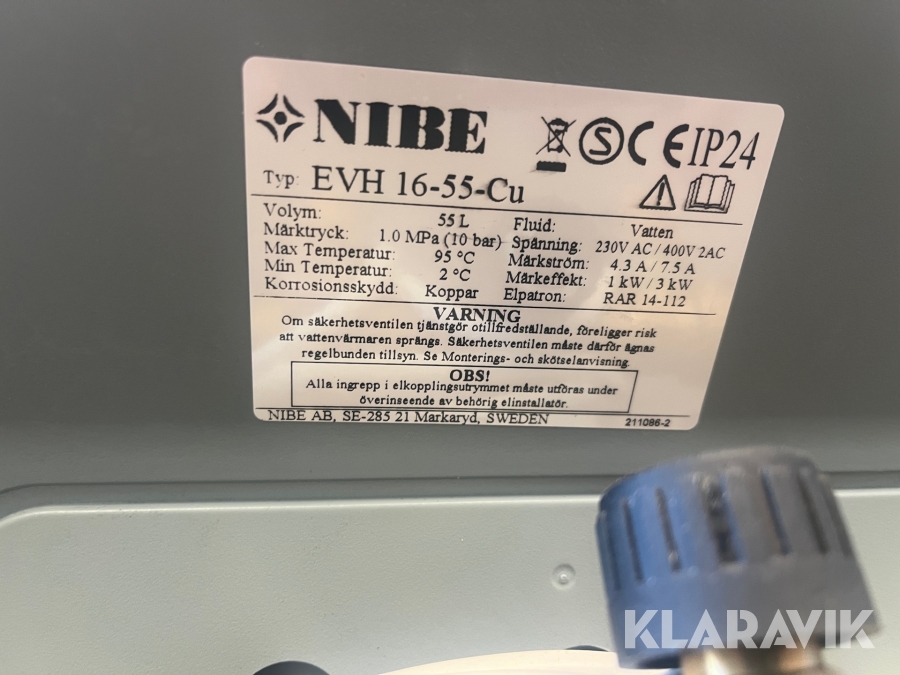 NIBE
S CE IP24
Typ: EVH 16-55-Cu
Volym: 55 L Fluid: Vatten
Märktryck: 1.0 MPa (10 bar) Spänning: 230V AC / 400V 2AC
Max Temperatur: 95 °C Märkström: 4.3 A / 7.5 A
Min Temperatur: 2 °C Märkeffekt: 1 kW / 3 kW
Korrosionsskydd: Koppar Elpatron: RAR 14-112
VARNING
Om säkerhetsventilen tjänstgör otillfredställande, föreligger risk
att vattenvärmaren sprängs. Säkerhetsventilen måste därför ägnas
regelbunden tillsyn. Se Monterings- och skötselanvisning.
OBS!
Alla ingrepp i elkopplingsutrymmet måste utföras under
överinseende av behörig elinstallatör.
NIBE AB, SE-285 21 Markaryd, SWEDEN 211086-2
KLARAVIK